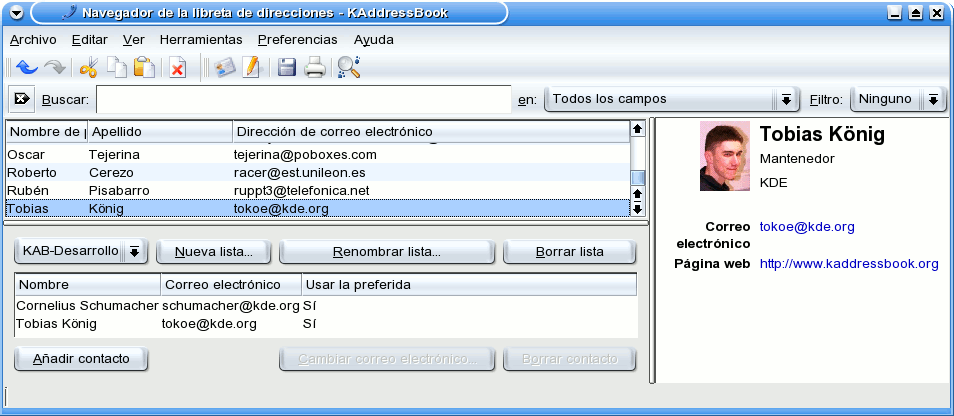 Navegador de la libreta de direcciones - KAddressBook
Archivo Editar Ver Herramientas Preferencias Ayuda
Buscar: en: Todos los campos Filtro: Ninguno
Nombre de Apellido Dirección de correo electrónico
Oscar Tejerina tejerina@poboxes.com
Roberto Cerezo racer@est.unileon.es
Rubén Pisabarro ruppt3@telefonica.net
Tobias König tokoe@kde.org
KAB-Desarrollo Nueva lista... Renombrar lista... Borrar lista
Nombre Correo electrónico Usar la preferida
Cornelius Schumacher schumacher@kde.org Sí
Tobias König tokoe@kde.org Sí
Añadir contacto Cambiar correo electrónico... Borrar contacto
Tobias König
Mantenedor
KDE
Correo electrónico tokoe@kde.org
Página web http://www.kaddressbook.org